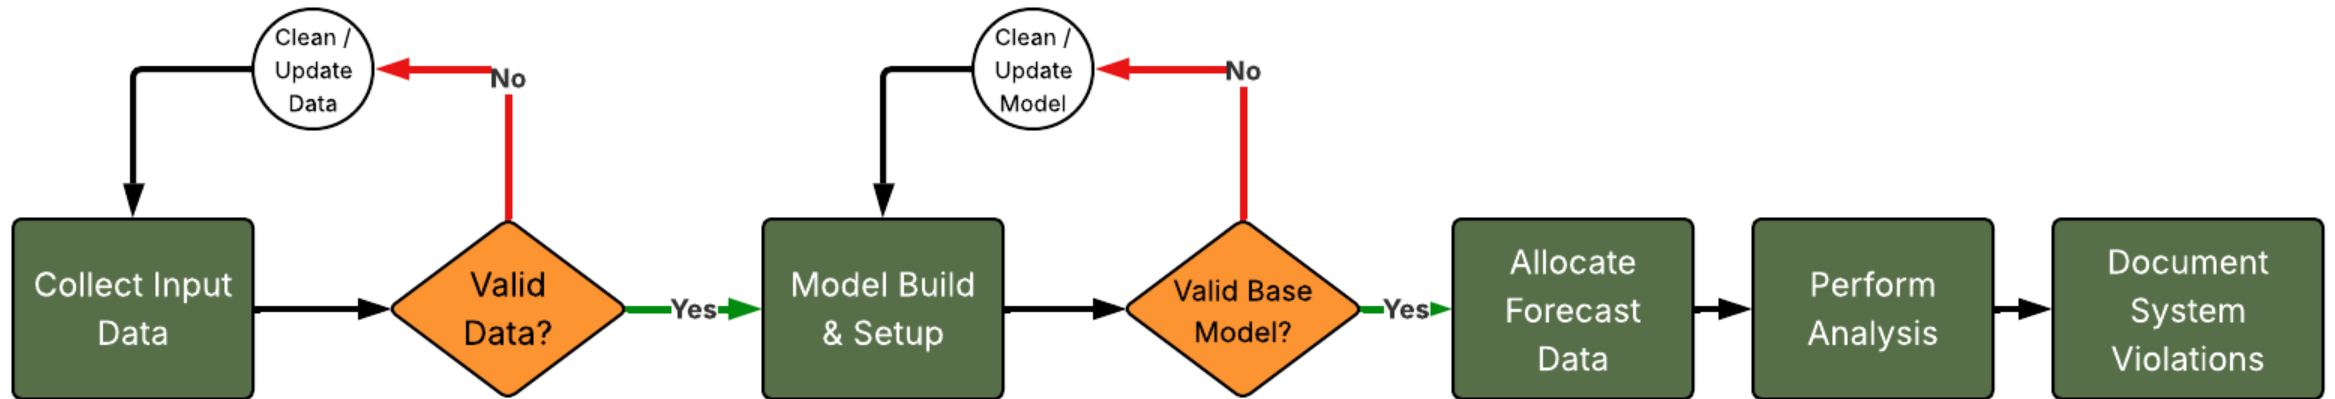 Clean /
Update
Data
No
Collect Input
Data
Valid
Data?
Yes
Clean /
Update
Model
No
Model Build
& Setup
Valid Base
Model?
Yes
Allocate
Forecast
Data
Perform
Analysis
Document
System
Violations